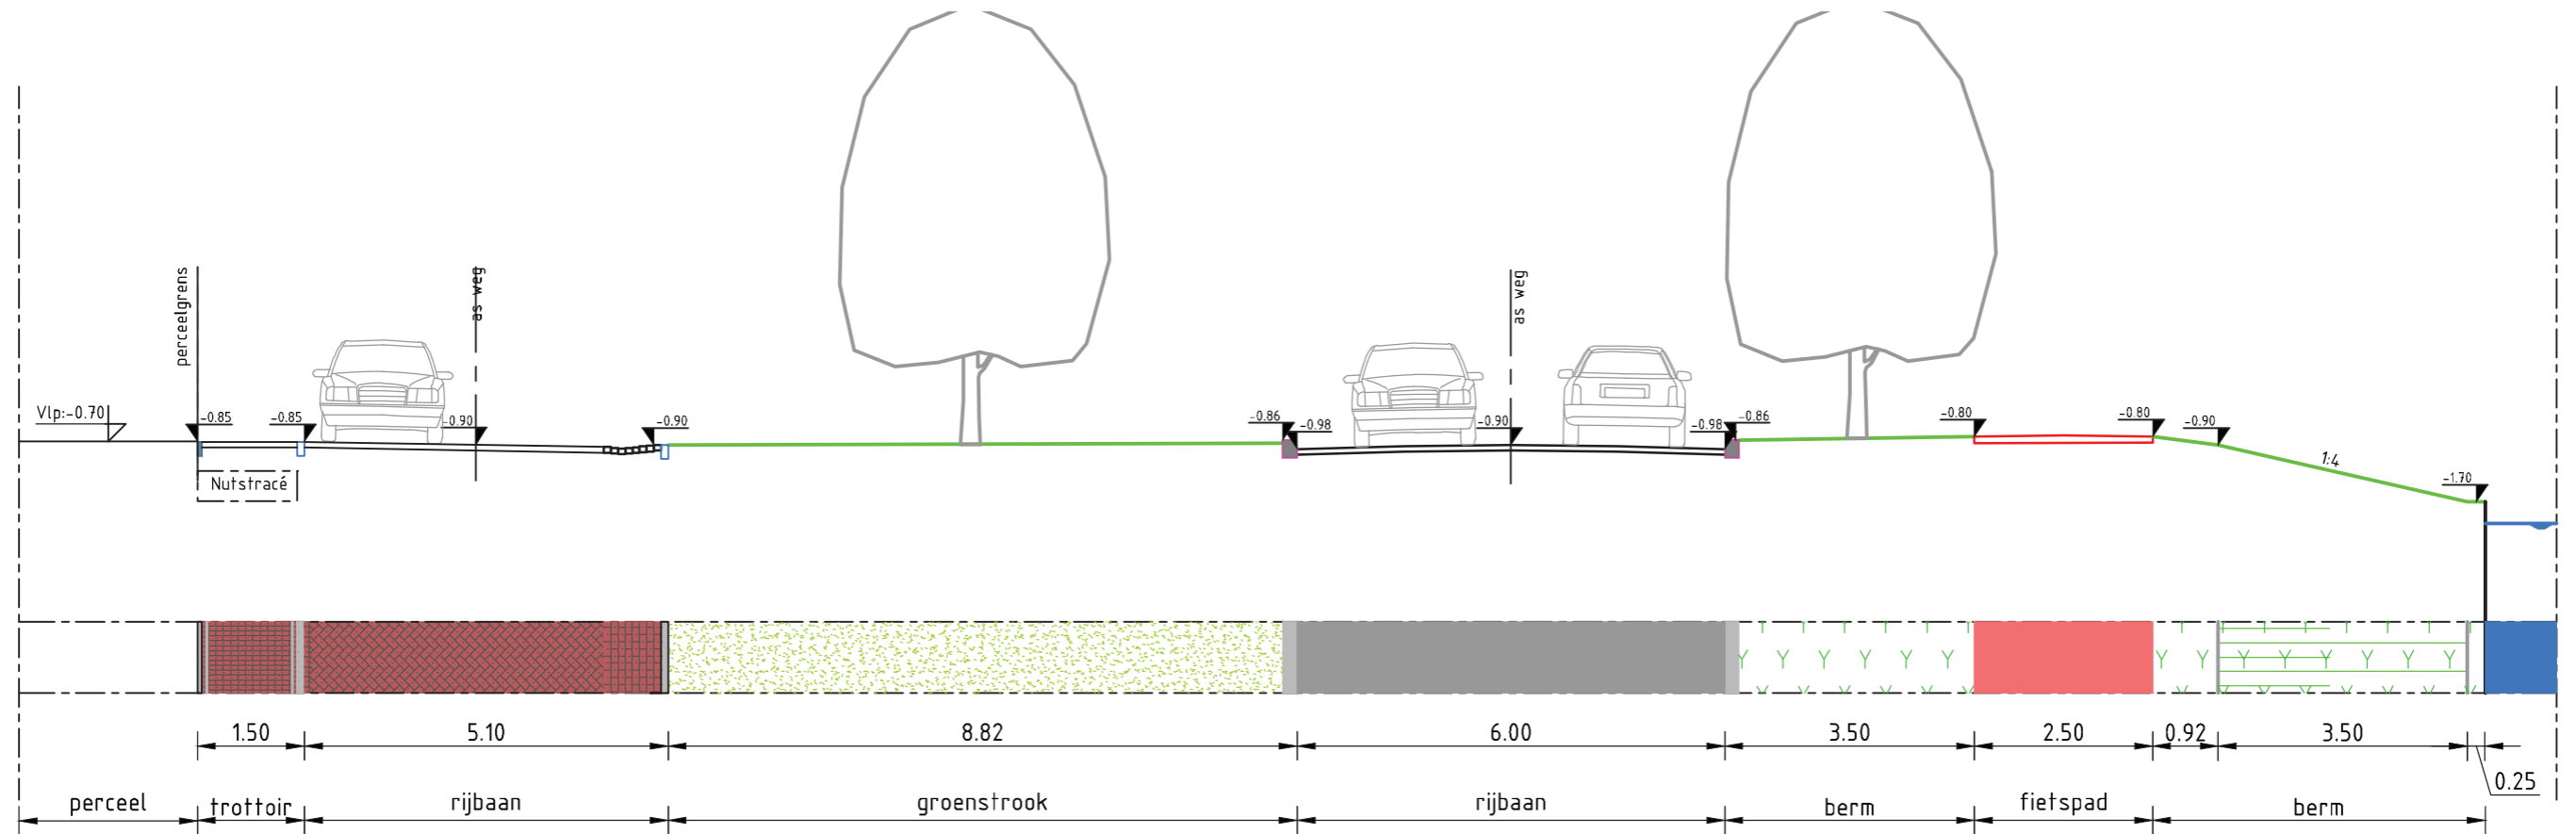 perceelgrens
as weg
as weg
Vlp:-0.70
-0.85
-0.85
-0.90
-0.90
-0.86
-0.98
-0.90
-0.98
-0.86
-0.80
-0.80
-0.90
1:4
-1.70
Nutstracé
1.50
5.10
8.82
6.00
3.50
2.50
0.92
3.50
0.25
perceel
trottoir
rijbaan
groenstrook
rijbaan
berm
fietspad
berm